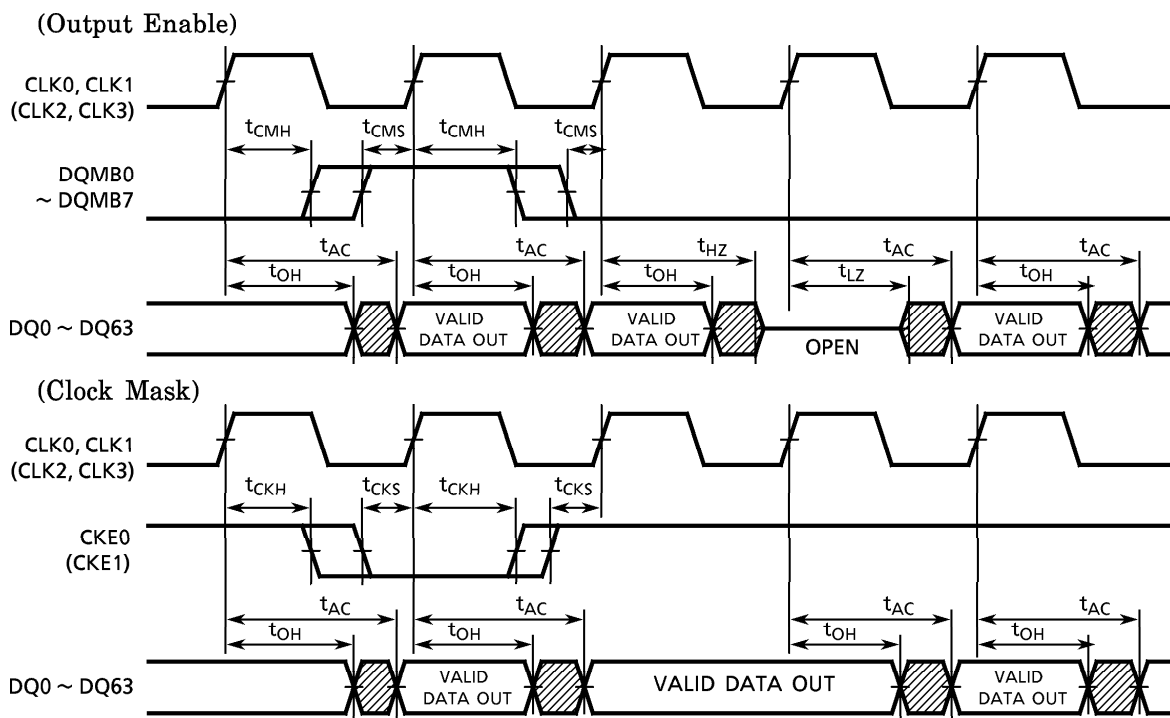 (Output Enable)
CLK0, CLK1
(CLK2, CLK3)
tCMH tCMS tCMH tCMS
DQMB0
~ DQMB7
tAC tAC tHZ tAC tAC
tOH tOH tOH tLZ tOH
DQ0 ~ DQ63
VALID DATA OUT
VALID DATA OUT
OPEN
VALID DATA OUT
(Clock Mask)
CLK0, CLK1
(CLK2, CLK3)
tCKH tCKS tCKH tCKS
CKE0
(CKE1)
tAC tAC tAC tAC
tOH tOH tOH tOH
DQ0 ~ DQ63
VALID DATA OUT
VALID DATA OUT
VALID DATA OUT